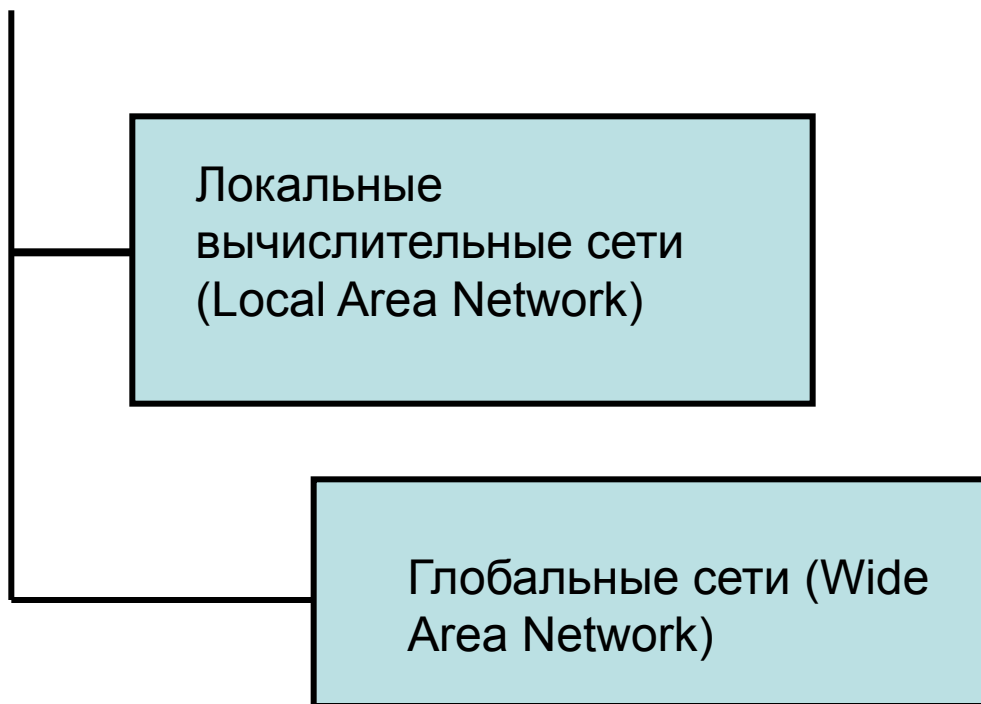 Локальные
вычислительные сети
(Local Area Network)
Глобальные сети (Wide
Area Network)